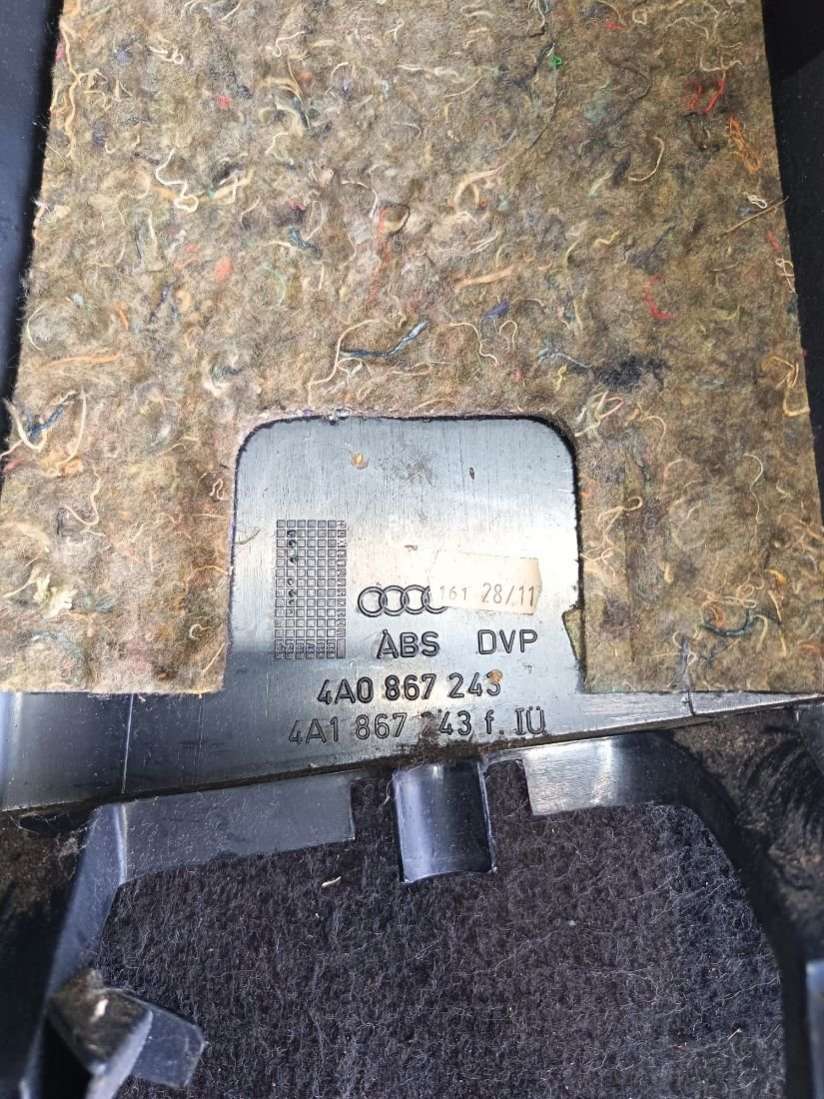 161 28/11
ABS DVP
4A0 867 243
4A1 867 243 f. IÜ